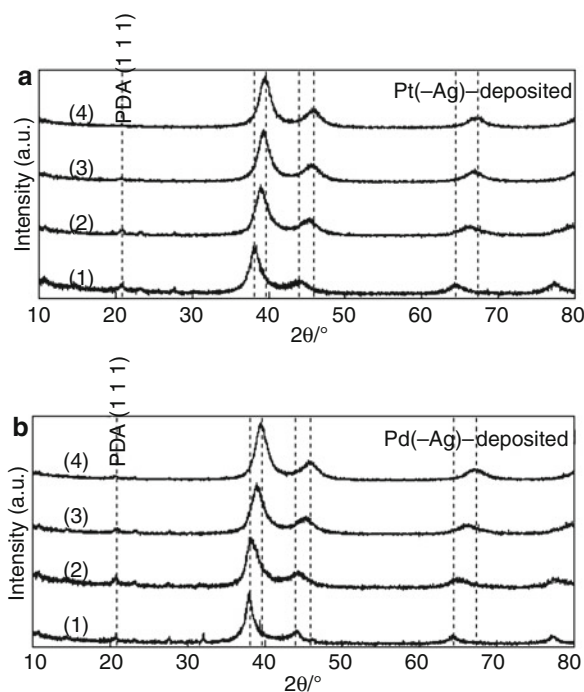 a
PDA (1 1 1)
Pt(–Ag)–deposited
Intensity (a.u.)
(4)
(3)
(2)
(1)
10 20 30 40 50 60 70 80
2θ/°
b
PDA (1 1 1)
Pd(–Ag)–deposited
Intensity (a.u.)
(4)
(3)
(2)
(1)
10 20 30 40 50 60 70 80
2θ/°